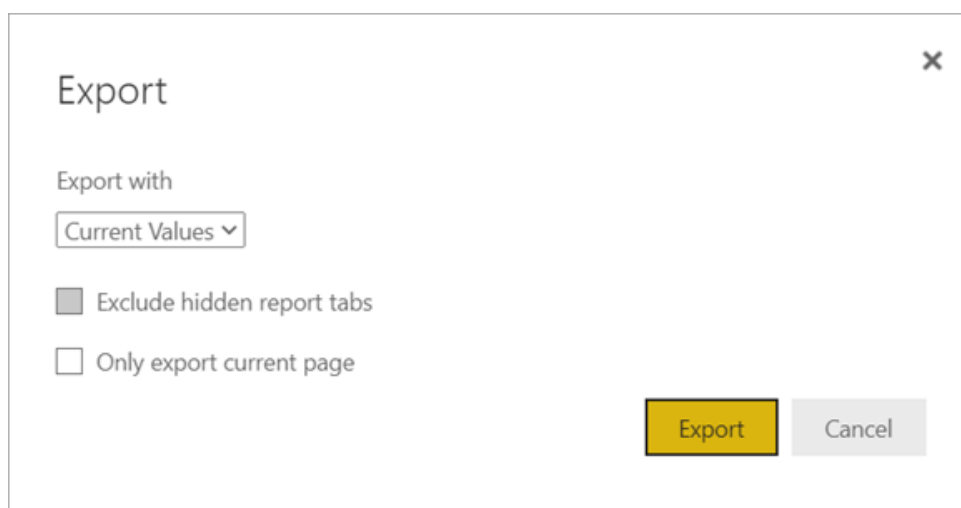 Export
Export with
Current Values
Exclude hidden report tabs
Only export current page
Export
Cancel